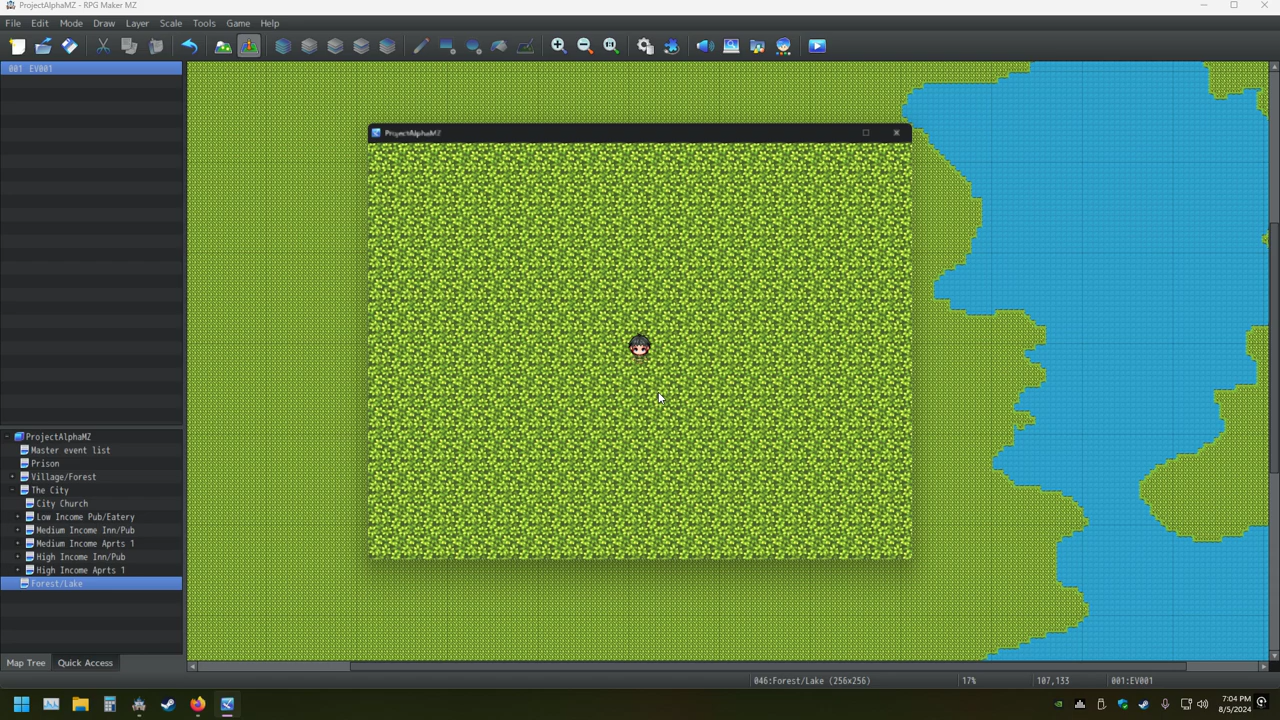 ProjectAlphaMZ - RPG Maker MZ
File Edit Mode Draw Layer Scale Tools Game Help
001 EV001
ProjectAlphaMZ
ProjectAlphaMZ
Master event list
Prison
Village/Forest
The City
City Church
Low Income Pub/Eatery
Medium Income Inn/Pub
Medium Income Aprts 1
High Income Inn/Pub
High Income Aprts 1
Forest/Lake
Map Tree Quick Access
046:Forest/Lake (256x256) 17% 107,133 001:EV001
7:04 PM
8/5/2024